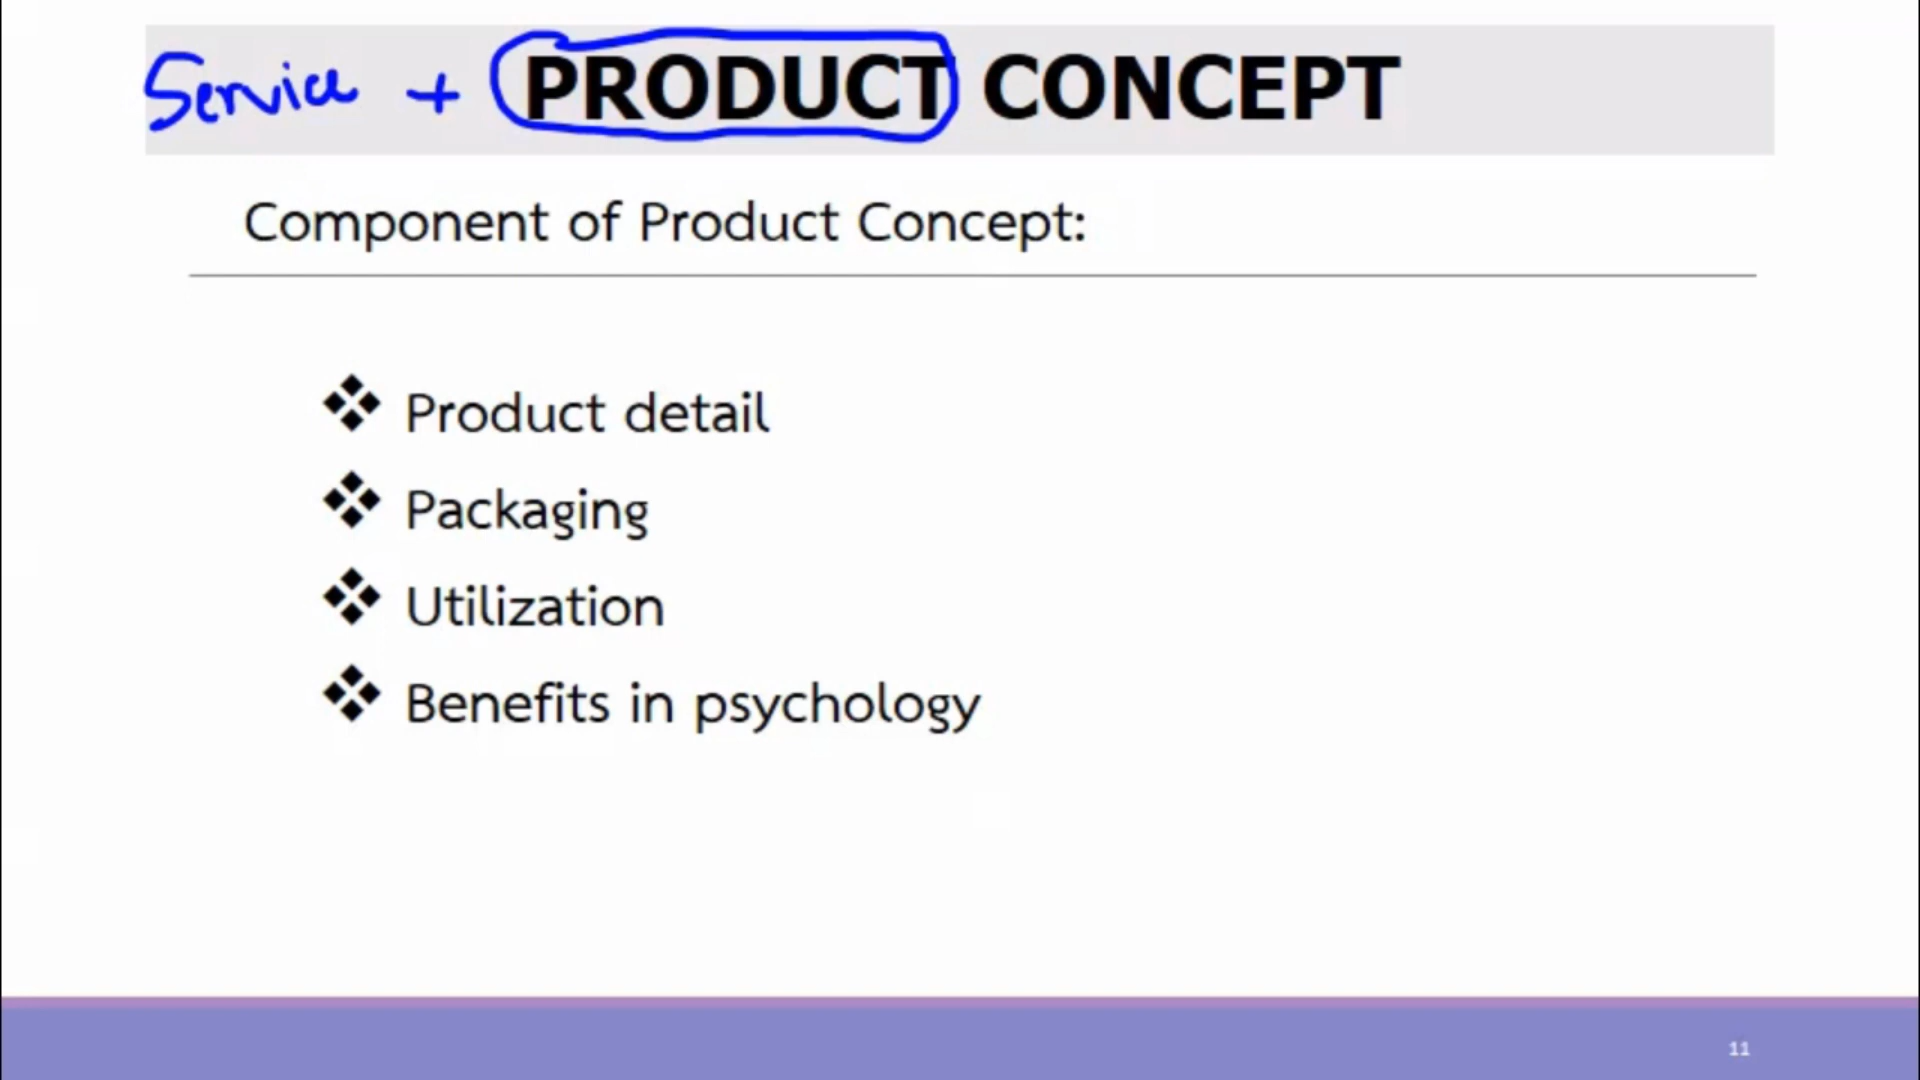 Service + PRODUCT CONCEPT
Component of Product Concept:
❖ Product detail
❖ Packaging
❖ Utilization
❖ Benefits in psychology
11